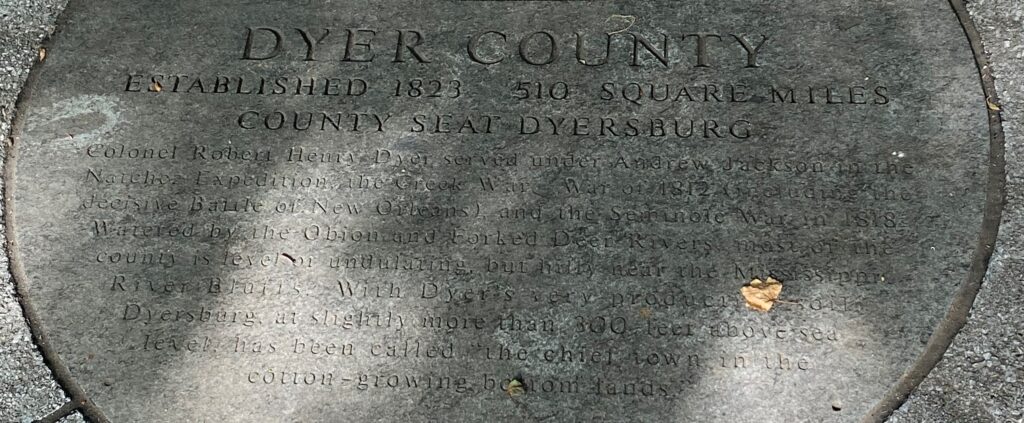 DYER COUNTY
ESTABLISHED 1823 510 SQUARE MILES
COUNTY SEAT DYERSBURG
Colonel Robert Henry Dyer served under Andrew Jackson in the
Natchez Expedition, the Creek War, War of 1812 (including the
decisive Battle of New Orleans), and the Seminole War in 1818.
Watered by the Obion and Forked Deer Rivers, most of the
county is level or undulating, but hilly near the Mississippi
River Bluffs. With Dyer's very productive soil,
Dyersburg, at slightly more than 300 feet above sea
level, has been called "the chief town in the
cotton-growing bottom lands."